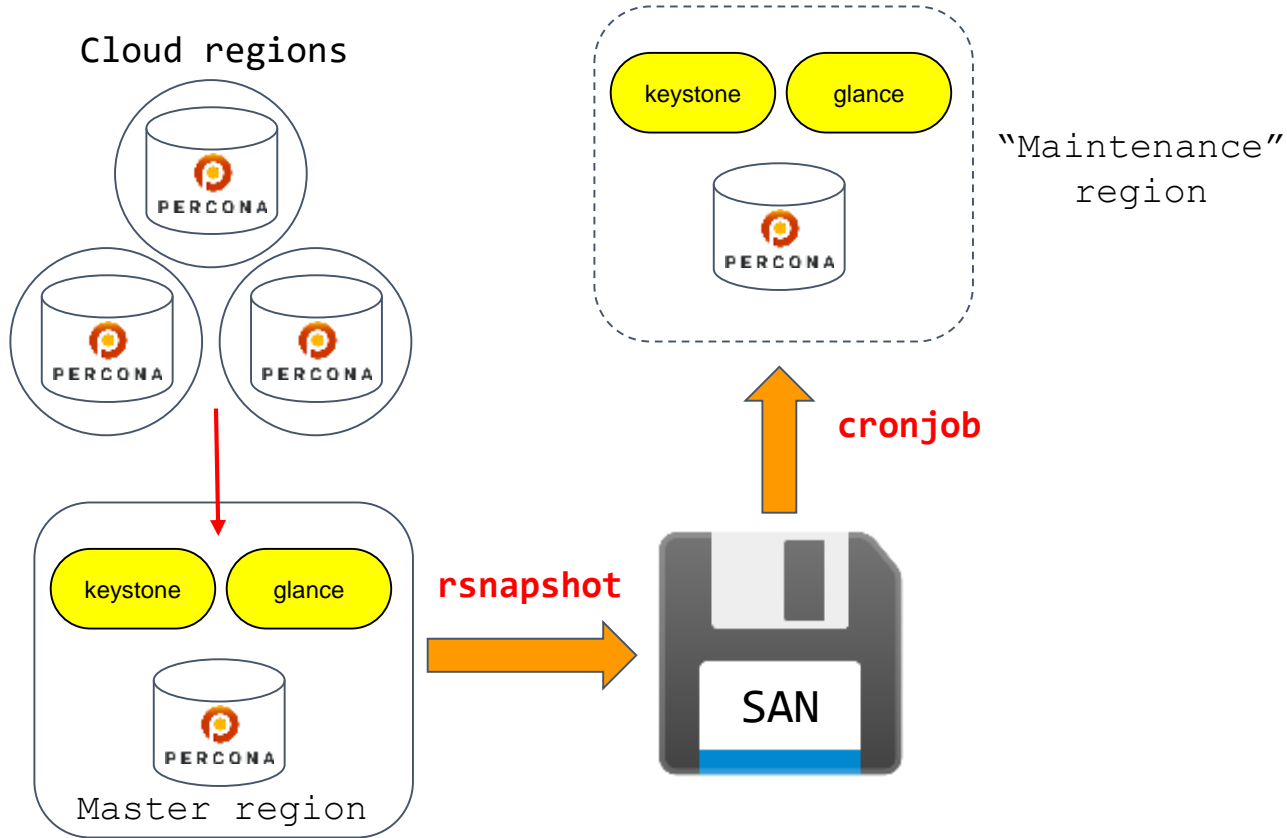 Cloud regions
PERCONA
PERCONA
PERCONA
keystone
glance
PERCONA
“Maintenance”
region
cronjob
keystone
glance
PERCONA
Master region
rsnapshot
SAN